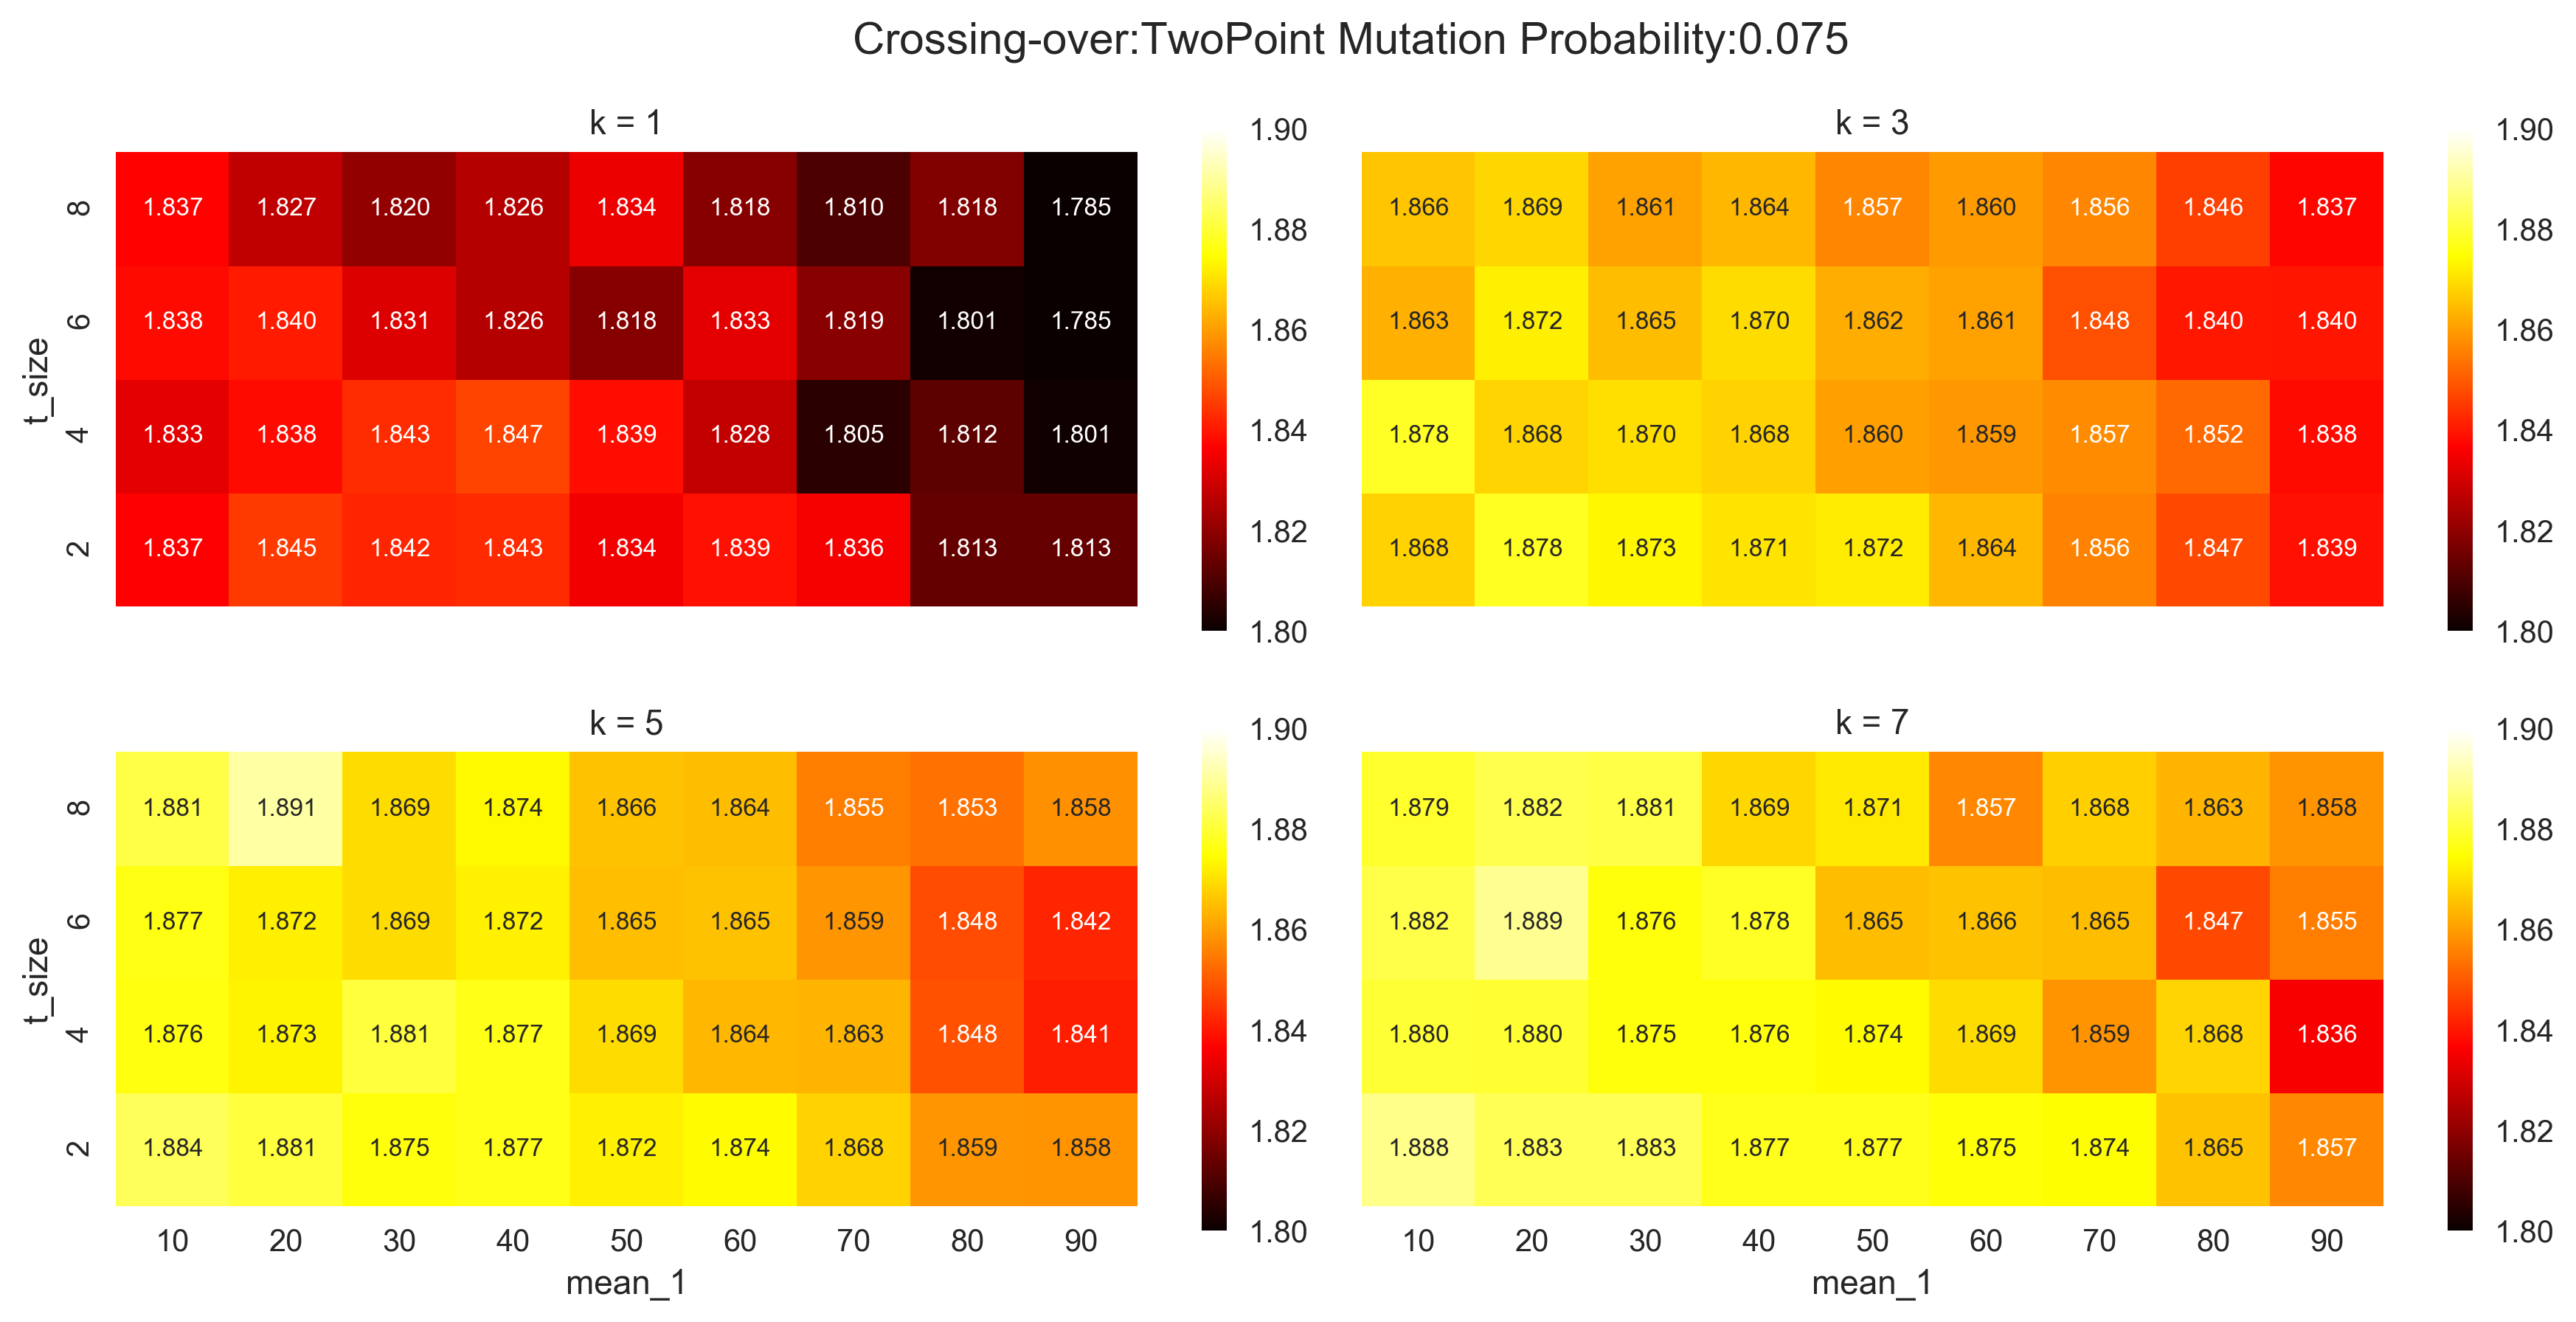 Crossing-over:TwoPoint Mutation Probability:0.075
k = 1
t_size
8 1.837 1.827 1.820 1.826 1.834 1.818 1.810 1.818 1.785
6 1.838 1.840 1.831 1.826 1.818 1.833 1.819 1.801 1.785
4 1.833 1.838 1.843 1.847 1.839 1.828 1.805 1.812 1.801
2 1.837 1.845 1.842 1.843 1.834 1.839 1.836 1.813 1.813
1.90
1.88
1.86
1.84
1.82
1.80
k = 3
1.866 1.869 1.861 1.864 1.857 1.860 1.856 1.846 1.837
1.863 1.872 1.865 1.870 1.862 1.861 1.848 1.840 1.840
1.878 1.868 1.870 1.868 1.860 1.859 1.857 1.852 1.838
1.868 1.878 1.873 1.871 1.872 1.864 1.856 1.847 1.839
1.90
1.88
1.86
1.84
1.82
1.80
k = 5
t_size
8 1.881 1.891 1.869 1.874 1.866 1.864 1.855 1.853 1.858
6 1.877 1.872 1.869 1.872 1.865 1.865 1.859 1.848 1.842
4 1.876 1.873 1.881 1.877 1.869 1.864 1.863 1.848 1.841
2 1.884 1.881 1.875 1.877 1.872 1.874 1.868 1.859 1.858
10 20 30 40 50 60 70 80 90
mean_1
1.90
1.88
1.86
1.84
1.82
1.80
k = 7
1.879 1.882 1.881 1.869 1.871 1.857 1.868 1.863 1.858
1.882 1.889 1.876 1.878 1.865 1.866 1.865 1.847 1.855
1.880 1.880 1.875 1.876 1.874 1.869 1.859 1.868 1.836
1.888 1.883 1.883 1.877 1.877 1.875 1.874 1.865 1.857
10 20 30 40 50 60 70 80 90
mean_1
1.90
1.88
1.86
1.84
1.82
1.80